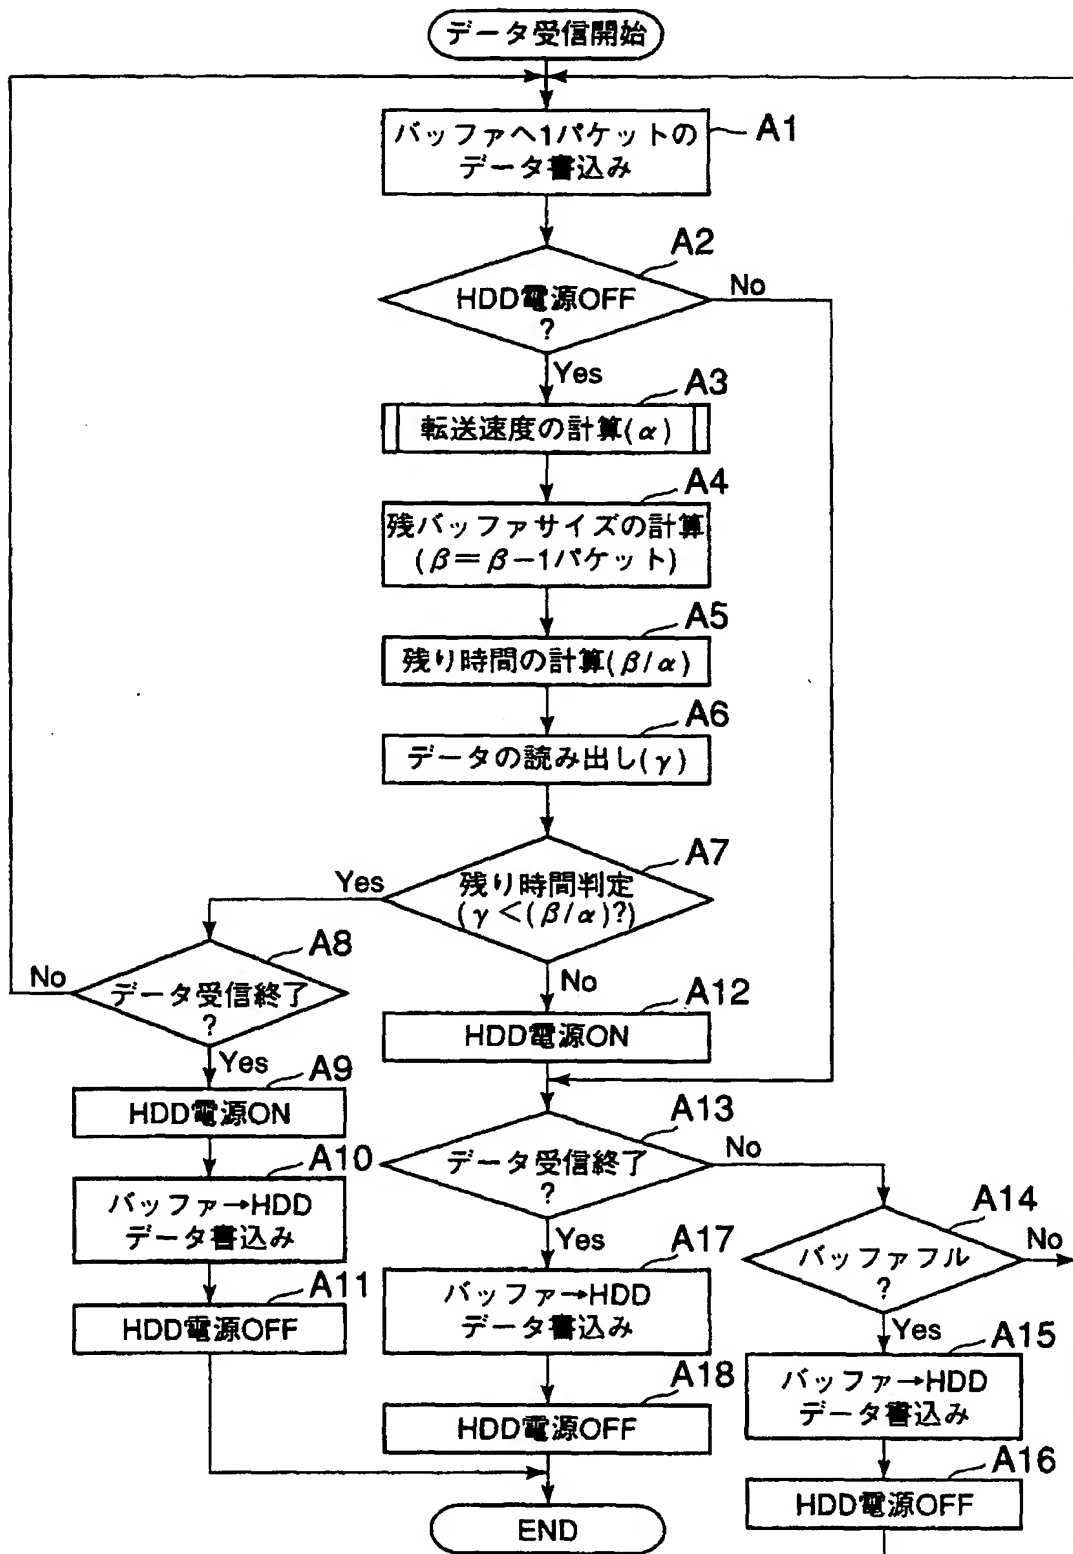 データ受信開始
バッファへ1パケットの
データ書込み
A1
A2
HDD電源OFF
?
No
Yes
A3
転送速度の計算(α)
A4
残バッファサイズの計算
(β=β−1パケット)
A5
残り時間の計算(β/α)
A6
データの読み出し(γ)
A7
残り時間判定
(γ<(β/α)?)
Yes
No
A8
データ受信終了
?
No
Yes
A9
HDD電源ON
A10
バッファ→HDD
データ書込み
A11
HDD電源OFF
A12
HDD電源ON
A13
データ受信終了
?
No
Yes
A14
バッファフル
?
No
Yes
A15
バッファ→HDD
データ書込み
A16
HDD電源OFF
A17
バッファ→HDD
データ書込み
A18
HDD電源OFF
END